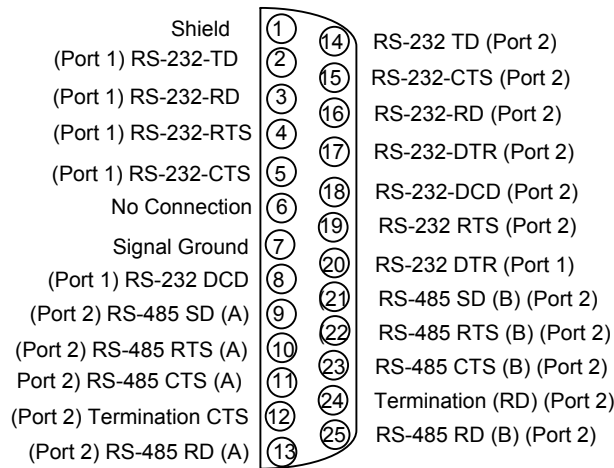 Shield 1
(Port 1) RS-232-TD 2
(Port 1) RS-232-RD 3
(Port 1) RS-232-RTS 4
(Port 1) RS-232-CTS 5
No Connection 6
Signal Ground 7
(Port 1) RS-232 DCD 8
(Port 2) RS-485 SD (A) 9
(Port 2) RS-485 RTS (A) 10
Port 2) RS-485 CTS (A) 11
(Port 2) Termination CTS 12
(Port 2) RS-485 RD (A) 13
14 RS-232 TD (Port 2)
15 RS-232-CTS (Port 2)
16 RS-232-RD (Port 2)
17 RS-232-DTR (Port 2)
18 RS-232-DCD (Port 2)
19 RS-232 RTS (Port 2)
20 RS-232 DTR (Port 1)
21 RS-485 SD (B) (Port 2)
22 RS-485 RTS (B) (Port 2)
23 RS-485 CTS (B) (Port 2)
24 Termination (RD) (Port 2)
25 RS-485 RD (B) (Port 2)